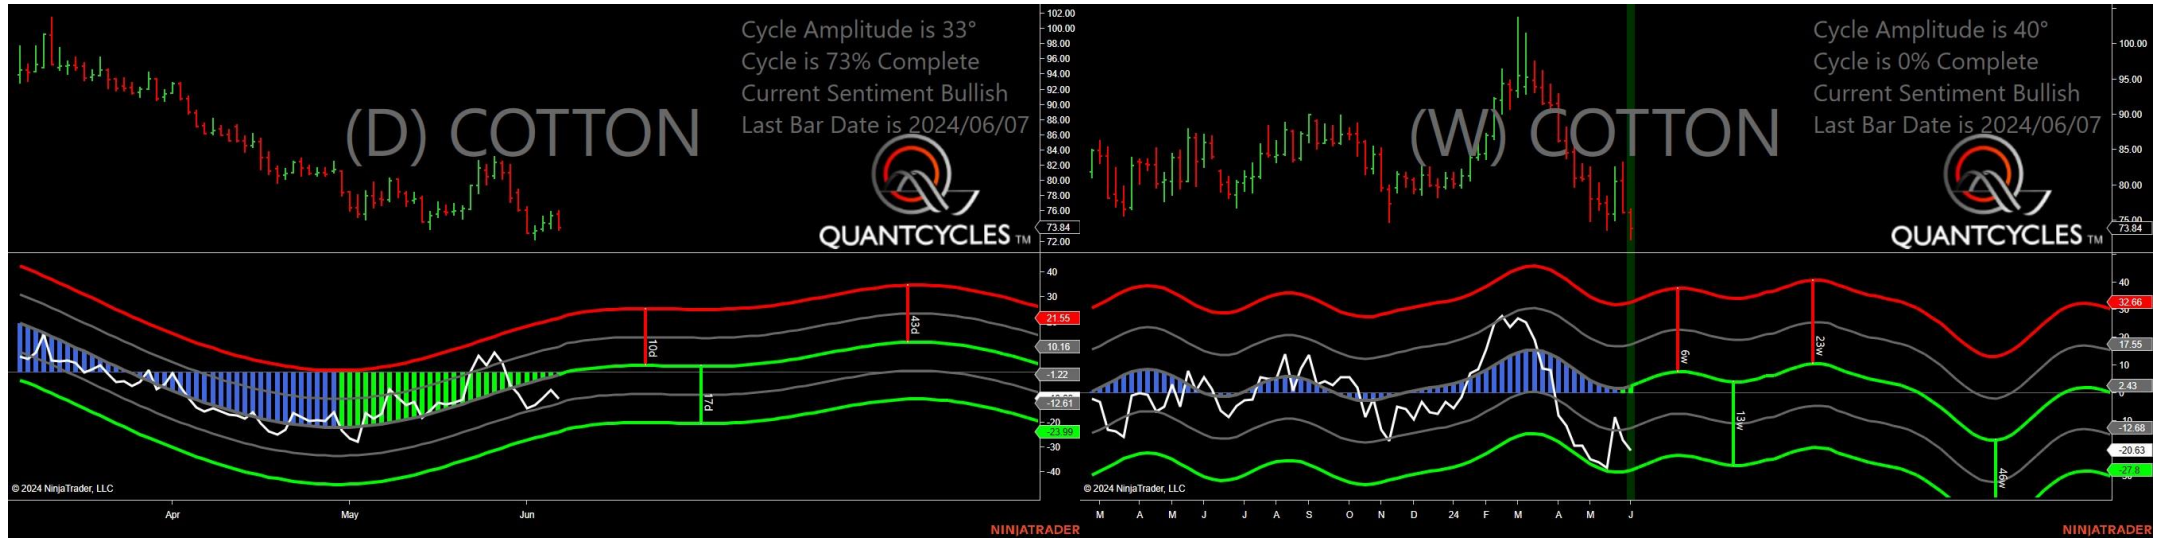 Cycle Amplitude is 33°
Cycle is 73% Complete
Current Sentiment Bullish
Last Bar Date is 2024/06/07
(D) COTTON
QUANTCYCLES TM
102.00
100.00
98.00
96.00
94.00
92.00
90.00
88.00
86.00
84.00
82.00
80.00
78.00
76.00
73.84
72.00
40
30
21.55
10.16
-1.22
-12.61
-20
-23.99
-30
-40
10d
17d
43d
© 2024 NinjaTrader, LLC
Apr
May
Jun
NINJATRADER
Cycle Amplitude is 40°
Cycle is 0% Complete
Current Sentiment Bullish
Last Bar Date is 2024/06/07
(W) COTTON
QUANTCYCLES TM
100.00
95.00
90.00
85.00
80.00
75.00
73.84
40
32.66
30
20
17.55
10
2.43
0
-10
-12.68
-20.63
-27.8
6w
13w
23w
46w
© 2024 NinjaTrader, LLC
M
A
M
J
J
A
S
O
N
D
24
F
M
A
M
J
NINJATRADER